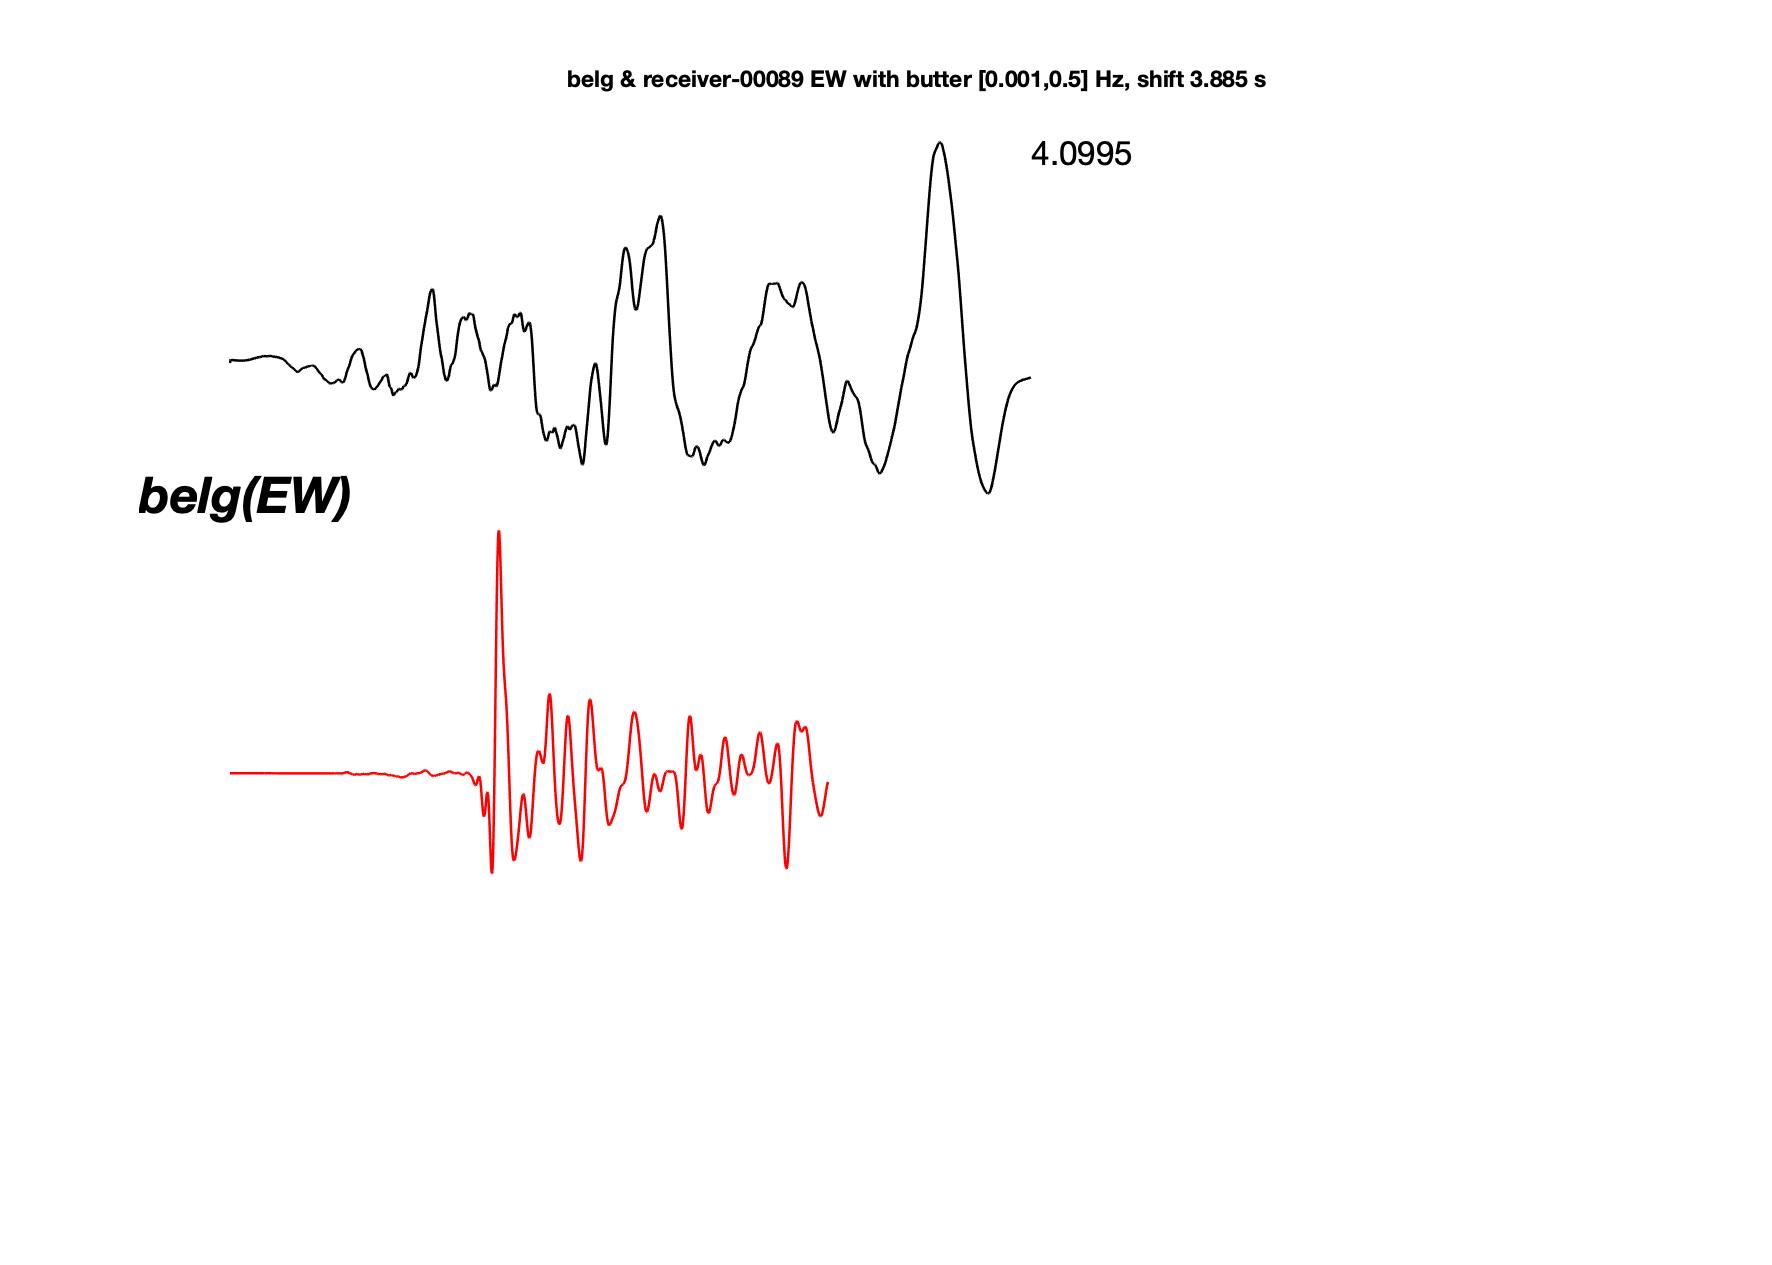 belg & receiver-00089 EW with butter [0.001,0.5] Hz, shift 3.885 s
4.0995
belg(EW)